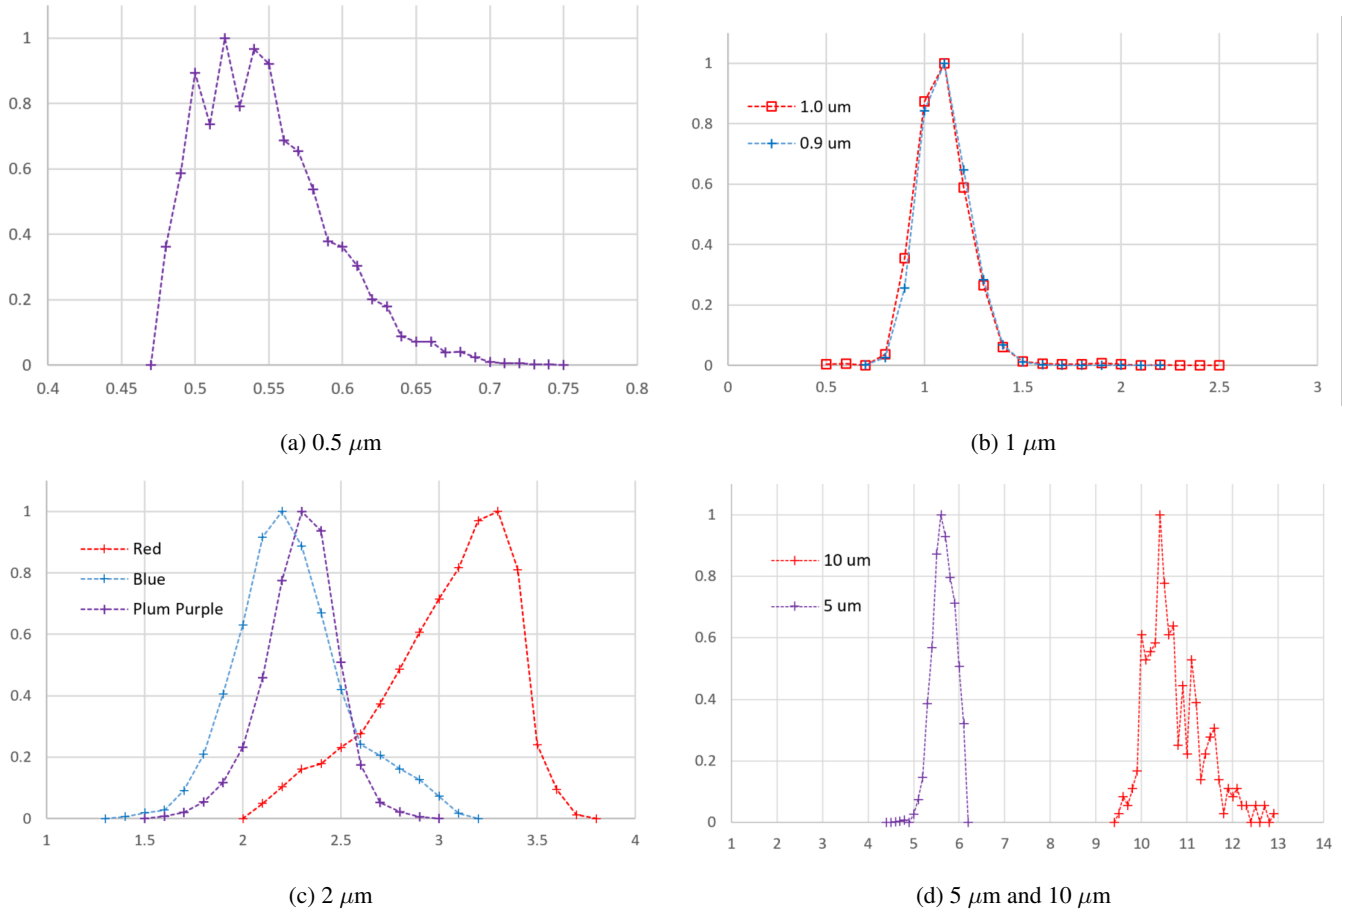 1
0.8
0.6
0.4
0.2
0
0.4 0.45 0.5 0.55 0.6 0.65 0.7 0.75 0.8
(a) 0.5 μm
1
0.8
0.6
0.4
0.2
0
1.0 um
0.9 um
0 0.5 1 1.5 2 2.5 3
(b) 1 μm
1
0.8
0.6
0.4
0.2
0
Red
Blue
Plum Purple
1 1.5 2 2.5 3 3.5 4
(c) 2 μm
1
0.8
0.6
0.4
0.2
0
10 um
5 um
1 2 3 4 5 6 7 8 9 10 11 12 13 14
(d) 5 μm and 10 μm